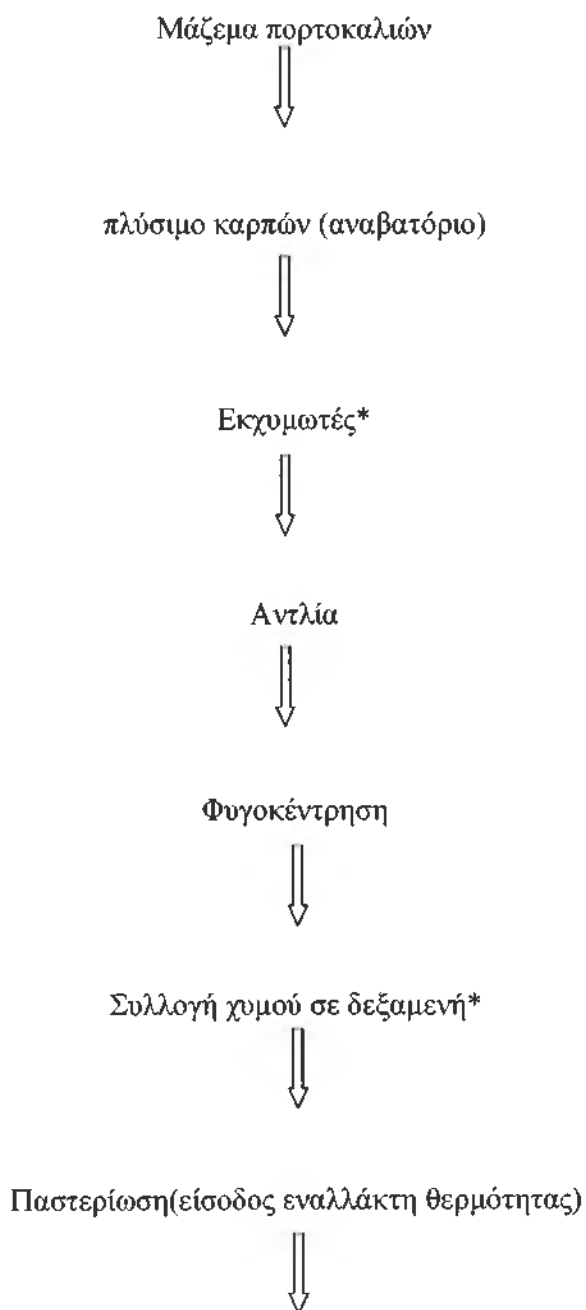 Μάζεμα πορτοκαλιών
πλύσιμο καρπών (αναβατόριο)
Εκχυμωτές*
Αντλία
Φυγοκέντρηση
Συλλογή χυμού σε δεξαμενή*
Παστερίωση(είσοδος εναλλάκτη θερμότητας)